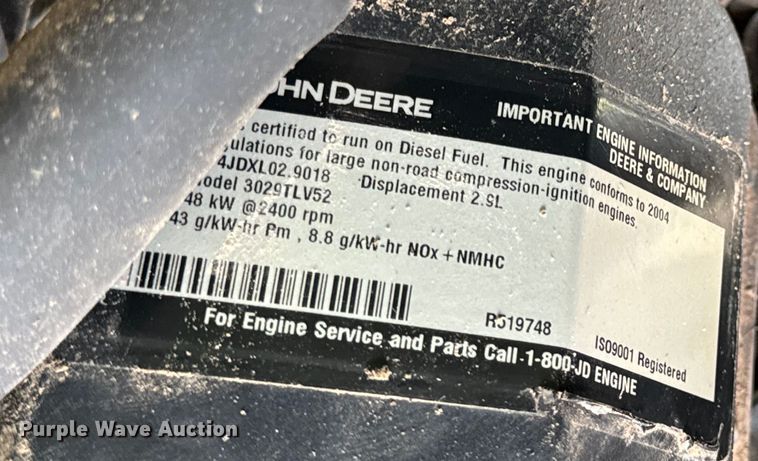 JOHN DEERE
IMPORTANT ENGINE INFORMATION
DEERE & COMPANY
certified to run on Diesel Fuel. This engine conforms to 2004
ulations for large non-road compression-ignition engines.
4JDXL02.9018 Displacement 2.9L
Model 3029TLV52
48 kW @2400 rpm
43 g/kW-hr Pm , 8.8 g/kW-hr NOx + NMHC
R519748
ISO9001 Registered
For Engine Service and Parts Call 1-800-JD ENGINE
Purple Wave Auction